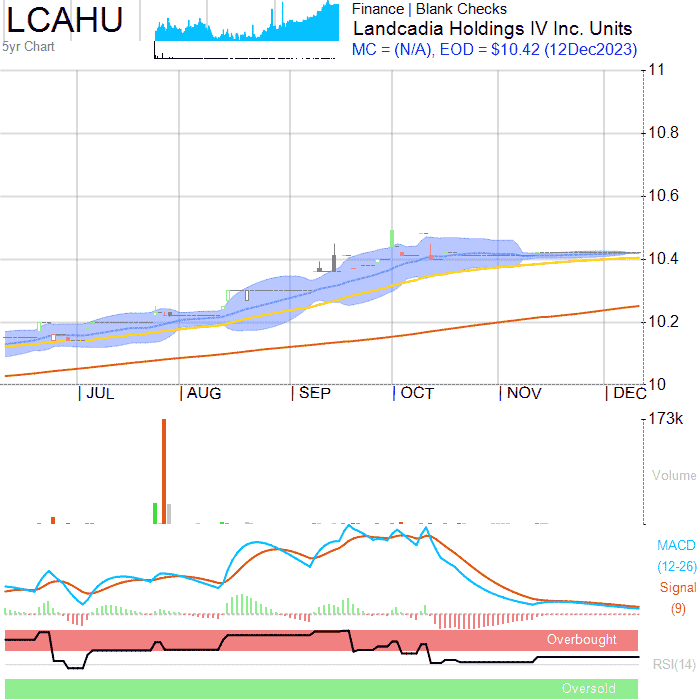 LCAHU
5yr Chart
Finance | Blank Checks
Landcadia Holdings IV Inc. Units
MC = (N/A), EOD = $10.42 (12Dec2023)
11
10.8
10.6
10.4
10.2
10
| JUL | AUG | SEP | OCT | NOV | DEC
173k
Volume
MACD
(12-26)
Signal
(9)
Overbought
RSI(14)
Oversold